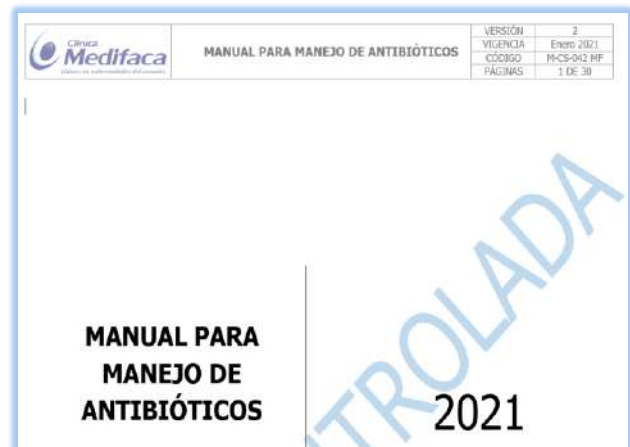 Clínica
Medifaca
MANUAL PARA MANEJO DE ANTIBIÓTICOS
VERSIÓN 2
VIGENCIA Enero 2021
CÓDIGO M-CS-042 MF
PÁGINAS 1 DE 30
MANUAL PARA
MANEJO DE
ANTIBIÓTICOS
2021
NTROLADA